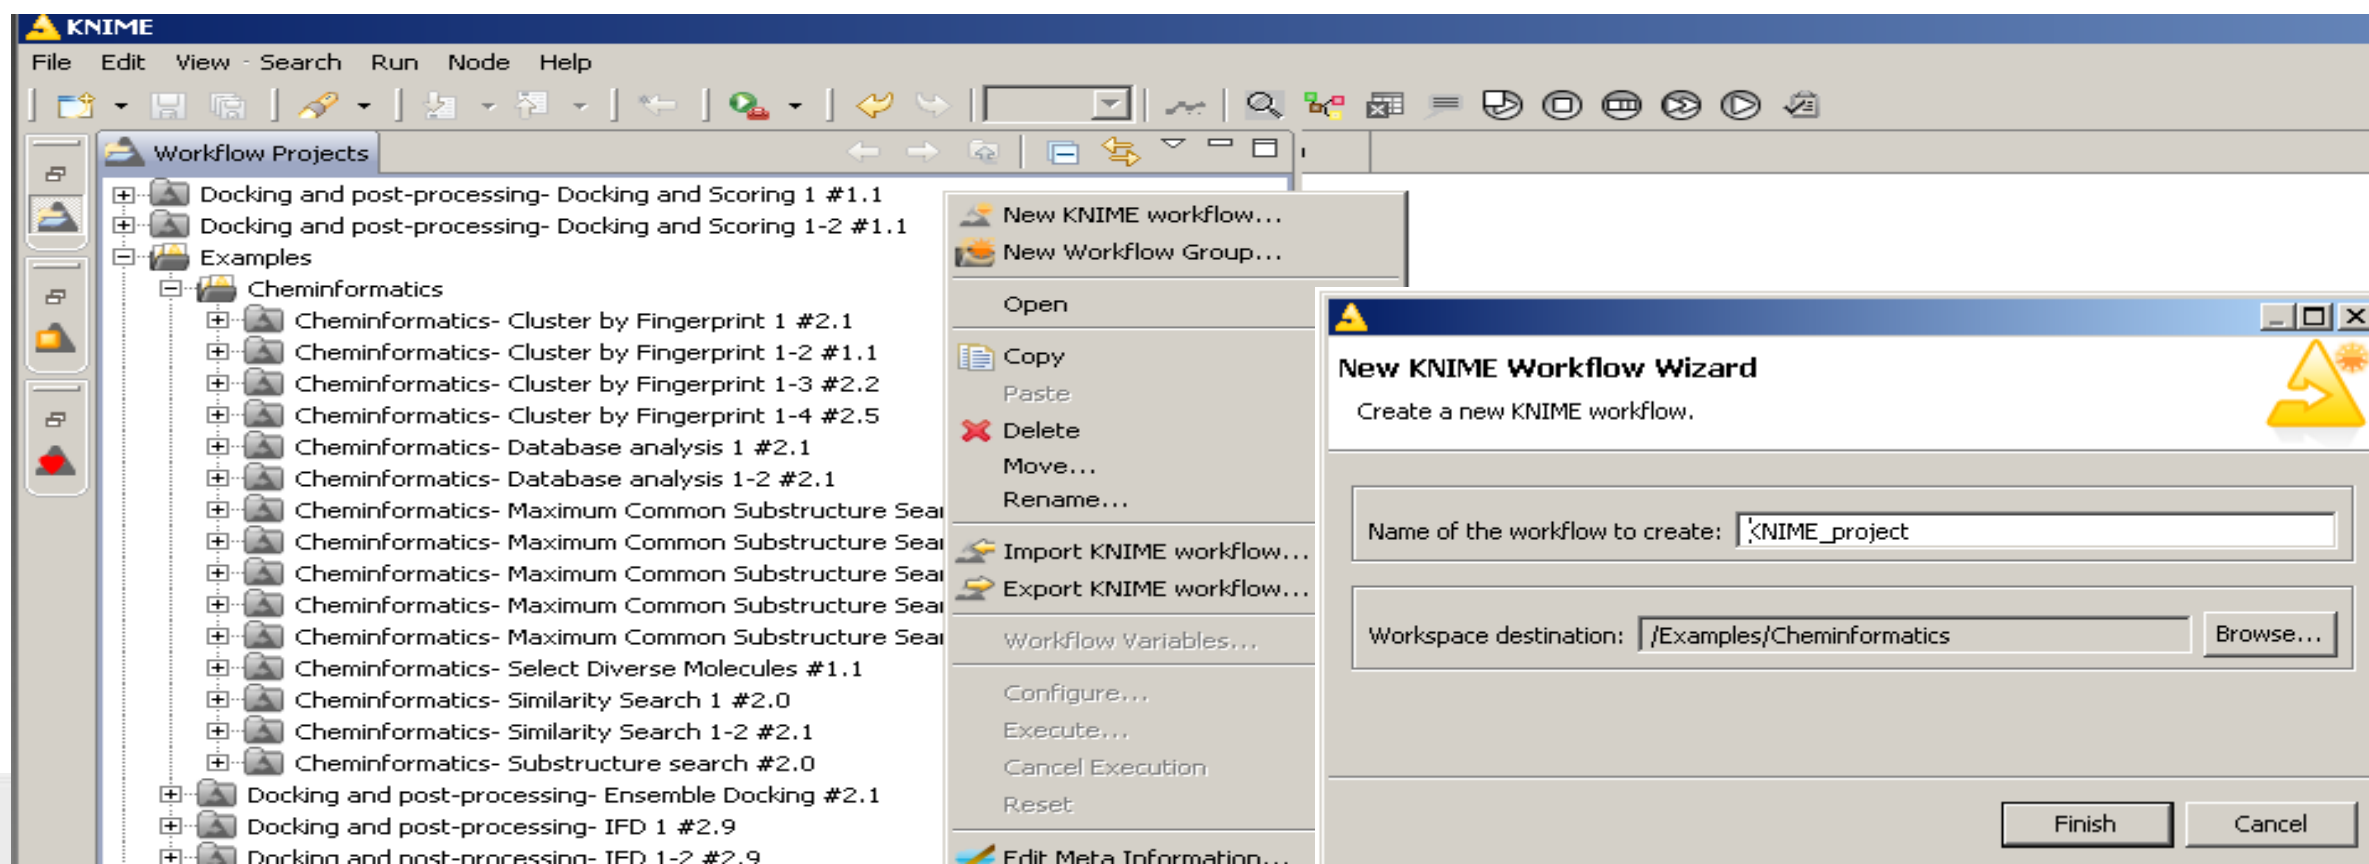 KNIME
File Edit View Search Run Node Help
Workflow Projects
Docking and post-processing- Docking and Scoring 1 #1.1
Docking and post-processing- Docking and Scoring 1-2 #1.1
Examples
Cheminformatics
Cheminformatics- Cluster by Fingerprint 1 #2.1
Cheminformatics- Cluster by Fingerprint 1-2 #1.1
Cheminformatics- Cluster by Fingerprint 1-3 #2.2
Cheminformatics- Cluster by Fingerprint 1-4 #2.5
Cheminformatics- Database analysis 1 #2.1
Cheminformatics- Database analysis 1-2 #2.1
Cheminformatics- Maximum Common Substructure Sear
Cheminformatics- Maximum Common Substructure Sear
Cheminformatics- Maximum Common Substructure Sear
Cheminformatics- Maximum Common Substructure Sear
Cheminformatics- Maximum Common Substructure Sear
Cheminformatics- Select Diverse Molecules #1.1
Cheminformatics- Similarity Search 1 #2.0
Cheminformatics- Similarity Search 1-2 #2.1
Cheminformatics- Substructure search #2.0
Docking and post-processing- Ensemble Docking #2.1
Docking and post-processing- IFD 1 #2.9
Docking and post-processing- IFD 1-2 #2.9
New KNIME workflow...
New Workflow Group...
Open
Copy
Paste
Delete
Move...
Rename...
Import KNIME workflow...
Export KNIME workflow...
Workflow Variables...
Configure...
Execute...
Cancel Execution
Reset
Edit Meta Information...
New KNIME Workflow Wizard
Create a new KNIME workflow.
Name of the workflow to create: KNIME_project
Workspace destination: /Examples/Cheminformatics Browse...
Finish Cancel